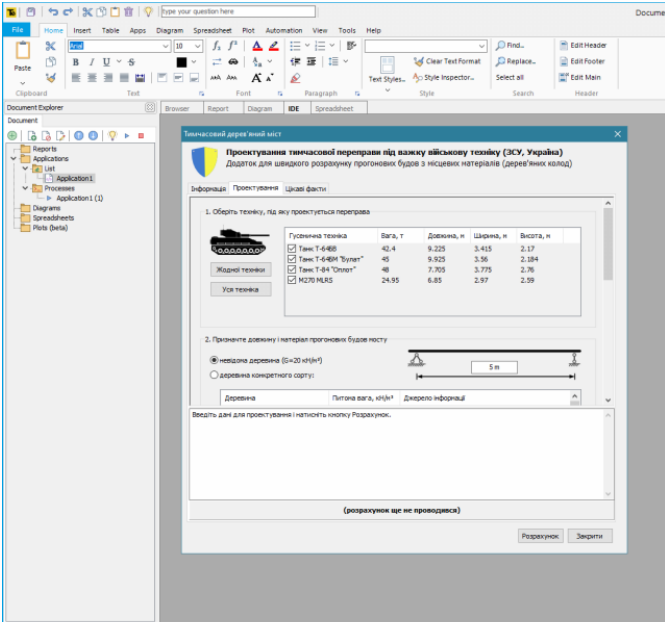 Type your question here
Docume
File Home Insert Table Apps Diagram Spreadsheet Plot Automation View Tools Help
Paste
Arial 10
B I U S
Text Styles...
Clear Text Format
Style Inspector...
Find...
Replace...
Select all
Edit Header
Edit Footer
Edit Main
Clipboard Text Font Paragraph Style Search Header
Document Explorer
Document
Reports
Applications
List
Application1
Processes
Application1 (1)
Diagrams
Spreadsheets
Plots (beta)
Browser Report Diagram IDE Spreadsheet
Тимчасовий дерев'яний міст
Проектування тимчасової переправи під важку військову техніку (ЗСУ, Україна)
Додаток для швидкого розрахунку прогонових будов з місцевих матеріалів (дерев'яних колод)
Інформація Проектування Цікаві факти
1. Оберіть техніку, під яку проектується переправа
Гусенична техніка Вага, т Довжина, м Ширина, м Висота, м
Танк Т-64БВ 42.4 9.225 3.415 2.17
Танк Т-64БМ "Булат" 45 9.925 3.56 2.184
Танк Т-84 "Оплот" 48 7.705 3.775 2.76
M270 MLRS 24.95 6.85 2.97 2.59
Жодної техніки
Уся техніка
2. Призначте довжину і матеріал прогонових будов мосту
невідома деревина (G=20 кН/м³)
деревина конкретного сорту:
5 m
Деревина Питома вага, кН/м³ Джерело інформації
Введіть дані для проектування і натисніть кнопку Розрахунок.
(розрахунок ще не проводився)
Розрахунок Закрити